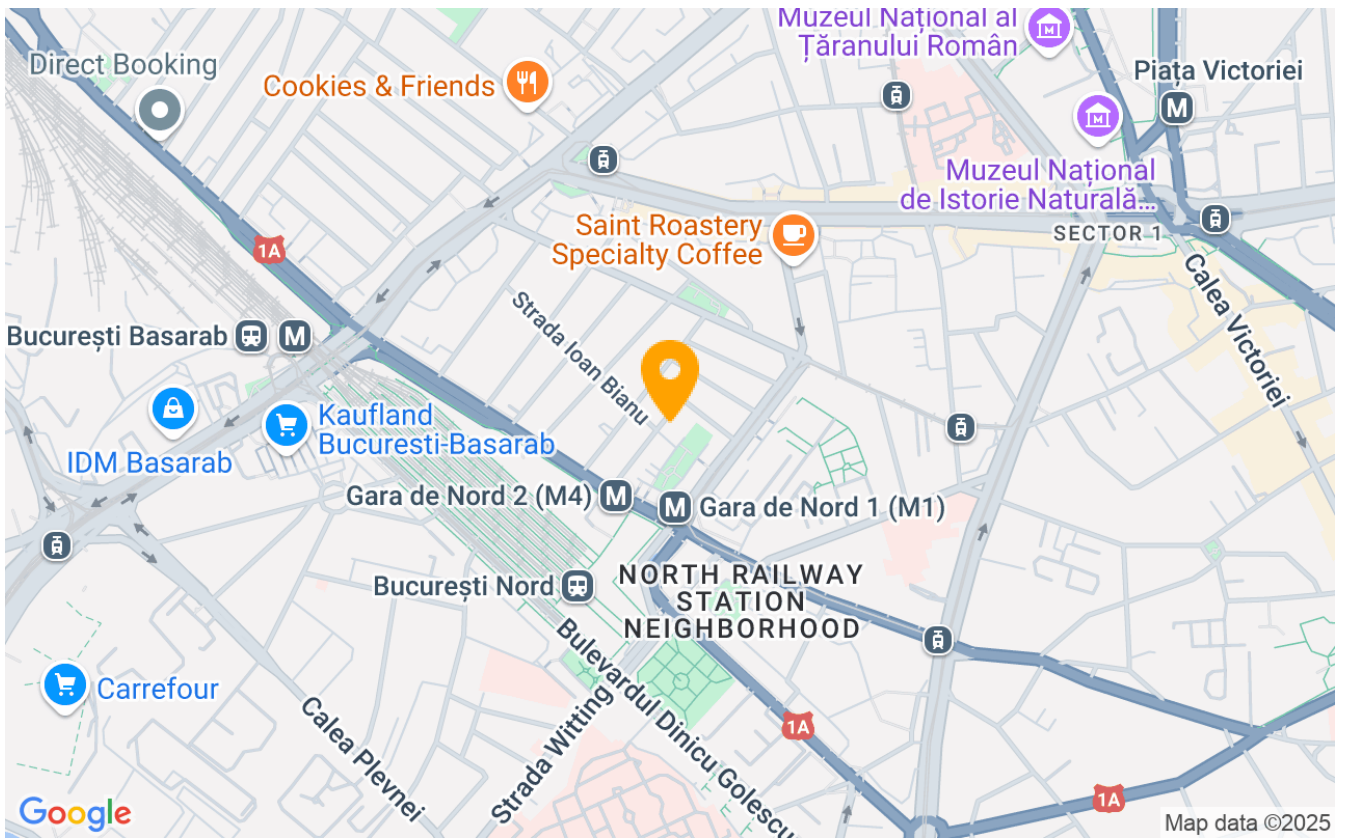 Muzeul Național al
Țăranului Român
Direct Booking
Piața Victoriei
M
Cookies & Friends
Muzeul Național
de Istorie Naturală...
Saint Roastery
Specialty Coffee
SECTOR 1
1A
Calea Victoriei
Strada Ioan Bianu
București Basarab
M
Kaufland
Bucuresti-Basarab
IDM Basarab
Gara de Nord 2 (M4)
M
M
Gara de Nord 1 (M1)
București Nord
NORTH RAILWAY
STATION
NEIGHBORHOOD
Carrefour
Calea Plevnei
Strada Witting
Bulevardul Dinicu Golescu
1A
1A
Google
Map data ©2025